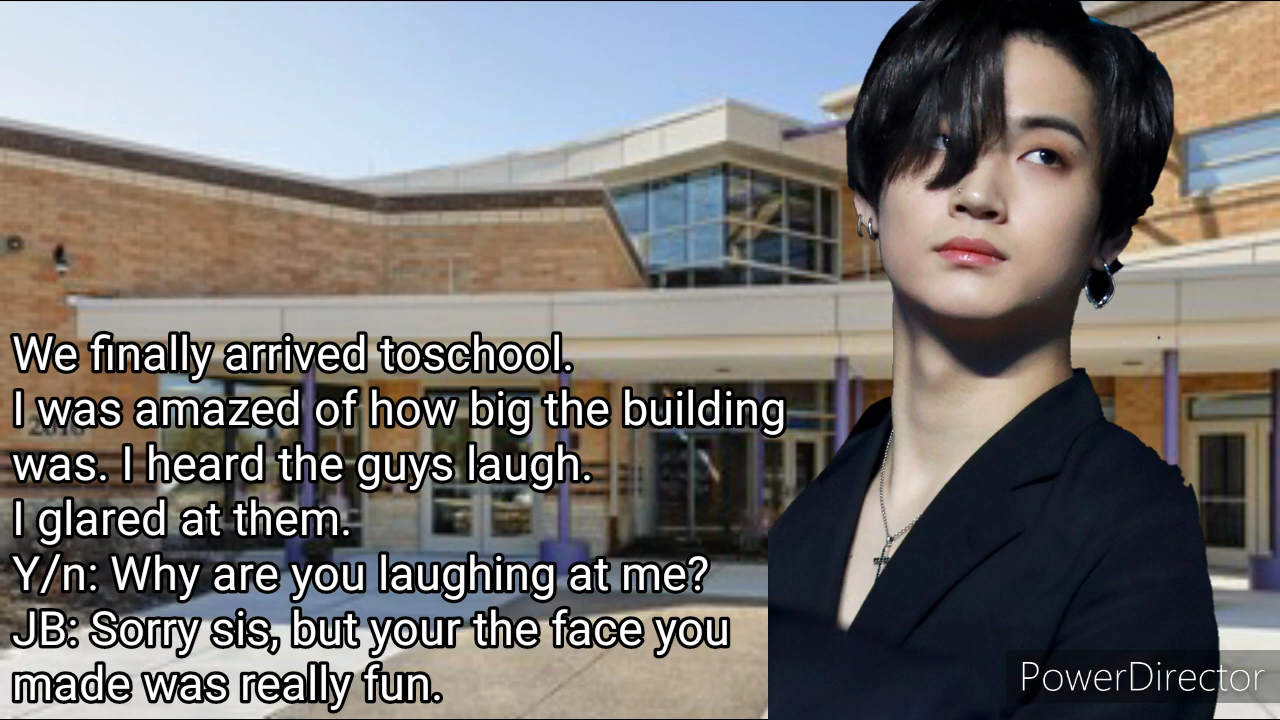 We finally arrived toschool.
I was amazed of how big the building
was. I heard the guys laugh.
I glared at them.
Y/n: Why are you laughing at me?
JB: Sorry sis, but your the face you
made was really fun.
PowerDirector